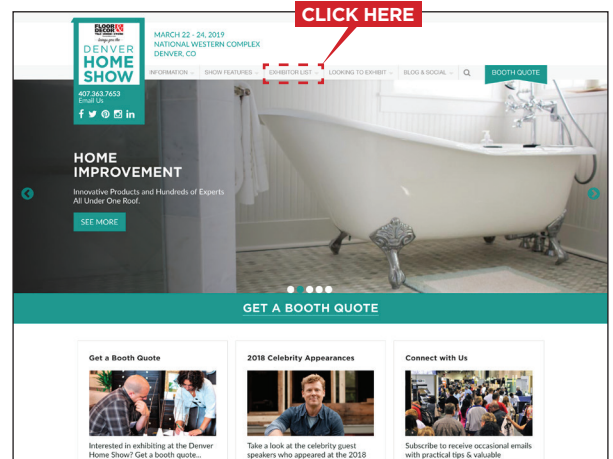 CLICK HERE
FLOOR &
DECOR
brings you the
DENVER
HOME
SHOW
407.363.7653
Email Us
MARCH 22 - 24, 2019
NATIONAL WESTERN COMPLEX
DENVER, CO
INFORMATION
SHOW FEATURES
EXHIBITOR LIST
LOOKING TO EXHIBIT
BLOG & SOCIAL
BOOTH QUOTE
HOME
IMPROVEMENT
Innovative Products and Hundreds of Experts
All Under One Roof.
SEE MORE
GET A BOOTH QUOTE
Get a Booth Quote
Interested in exhibiting at the Denver
Home Show? Get a booth quote...
2018 Celebrity Appearances
Take a look at the celebrity guest
speakers who appeared at the 2018
Connect with Us
Subscribe to receive occasional emails
with practical tips & valuable